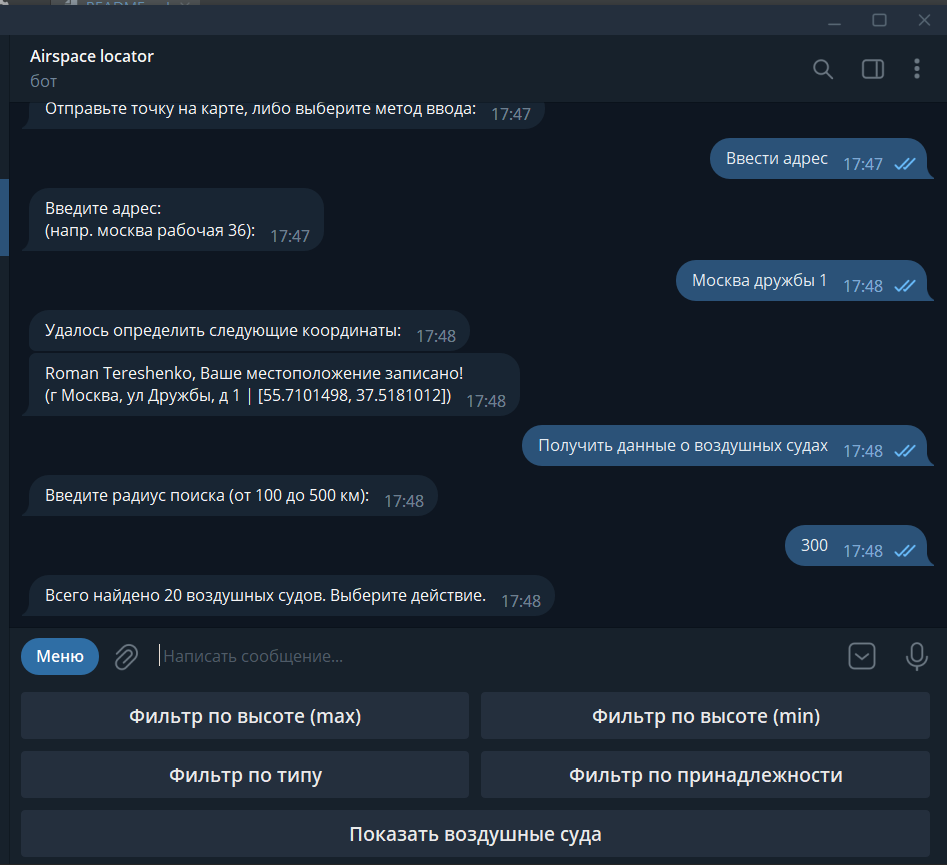 Airspace locator
бот
Отправьте точку на карте, либо выберите метод ввода: 17:47
Ввести адрес 17:47
Введите адрес:
(напр. москва рабочая 36): 17:47
Москва дружбы 1 17:48
Удалось определить следующие координаты: 17:48
Roman Tereshenko, Ваше местоположение записано!
(г Москва, ул Дружбы, д 1 | [55.7101498, 37.5181012]) 17:48
Получить данные о воздушных судах 17:48
Введите радиус поиска (от 100 до 500 км): 17:48
300 17:48
Всего найдено 20 воздушных судов. Выберите действие. 17:48
Меню Написать сообщение...
Фильтр по высоте (max) Фильтр по высоте (min)
Фильтр по типу Фильтр по принадлежности
Показать воздушные суда